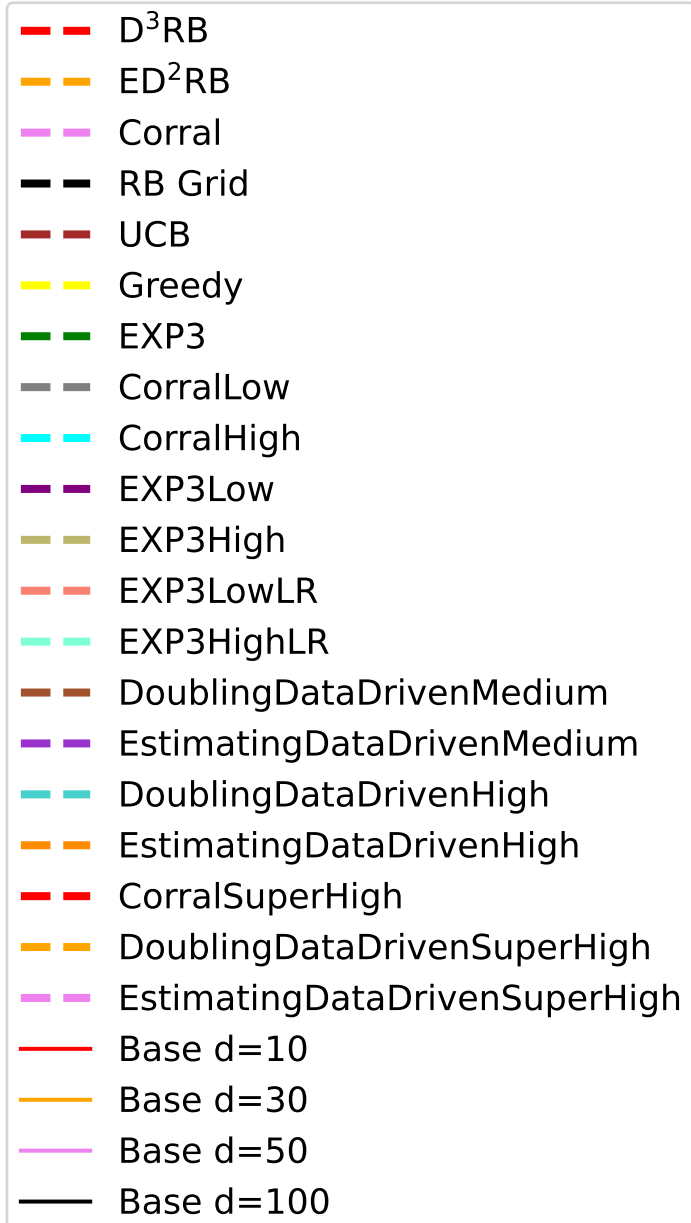 D³RB
ED²RB
Corral
RB Grid
UCB
Greedy
EXP3
CorralLow
CorralHigh
EXP3Low
EXP3High
EXP3LowLR
EXP3HighLR
DoublingDataDrivenMedium
EstimatingDataDrivenMedium
DoublingDataDrivenHigh
EstimatingDataDrivenHigh
CorralSuperHigh
DoublingDataDrivenSuperHigh
EstimatingDataDrivenSuperHigh
Base d=10
Base d=30
Base d=50
Base d=100